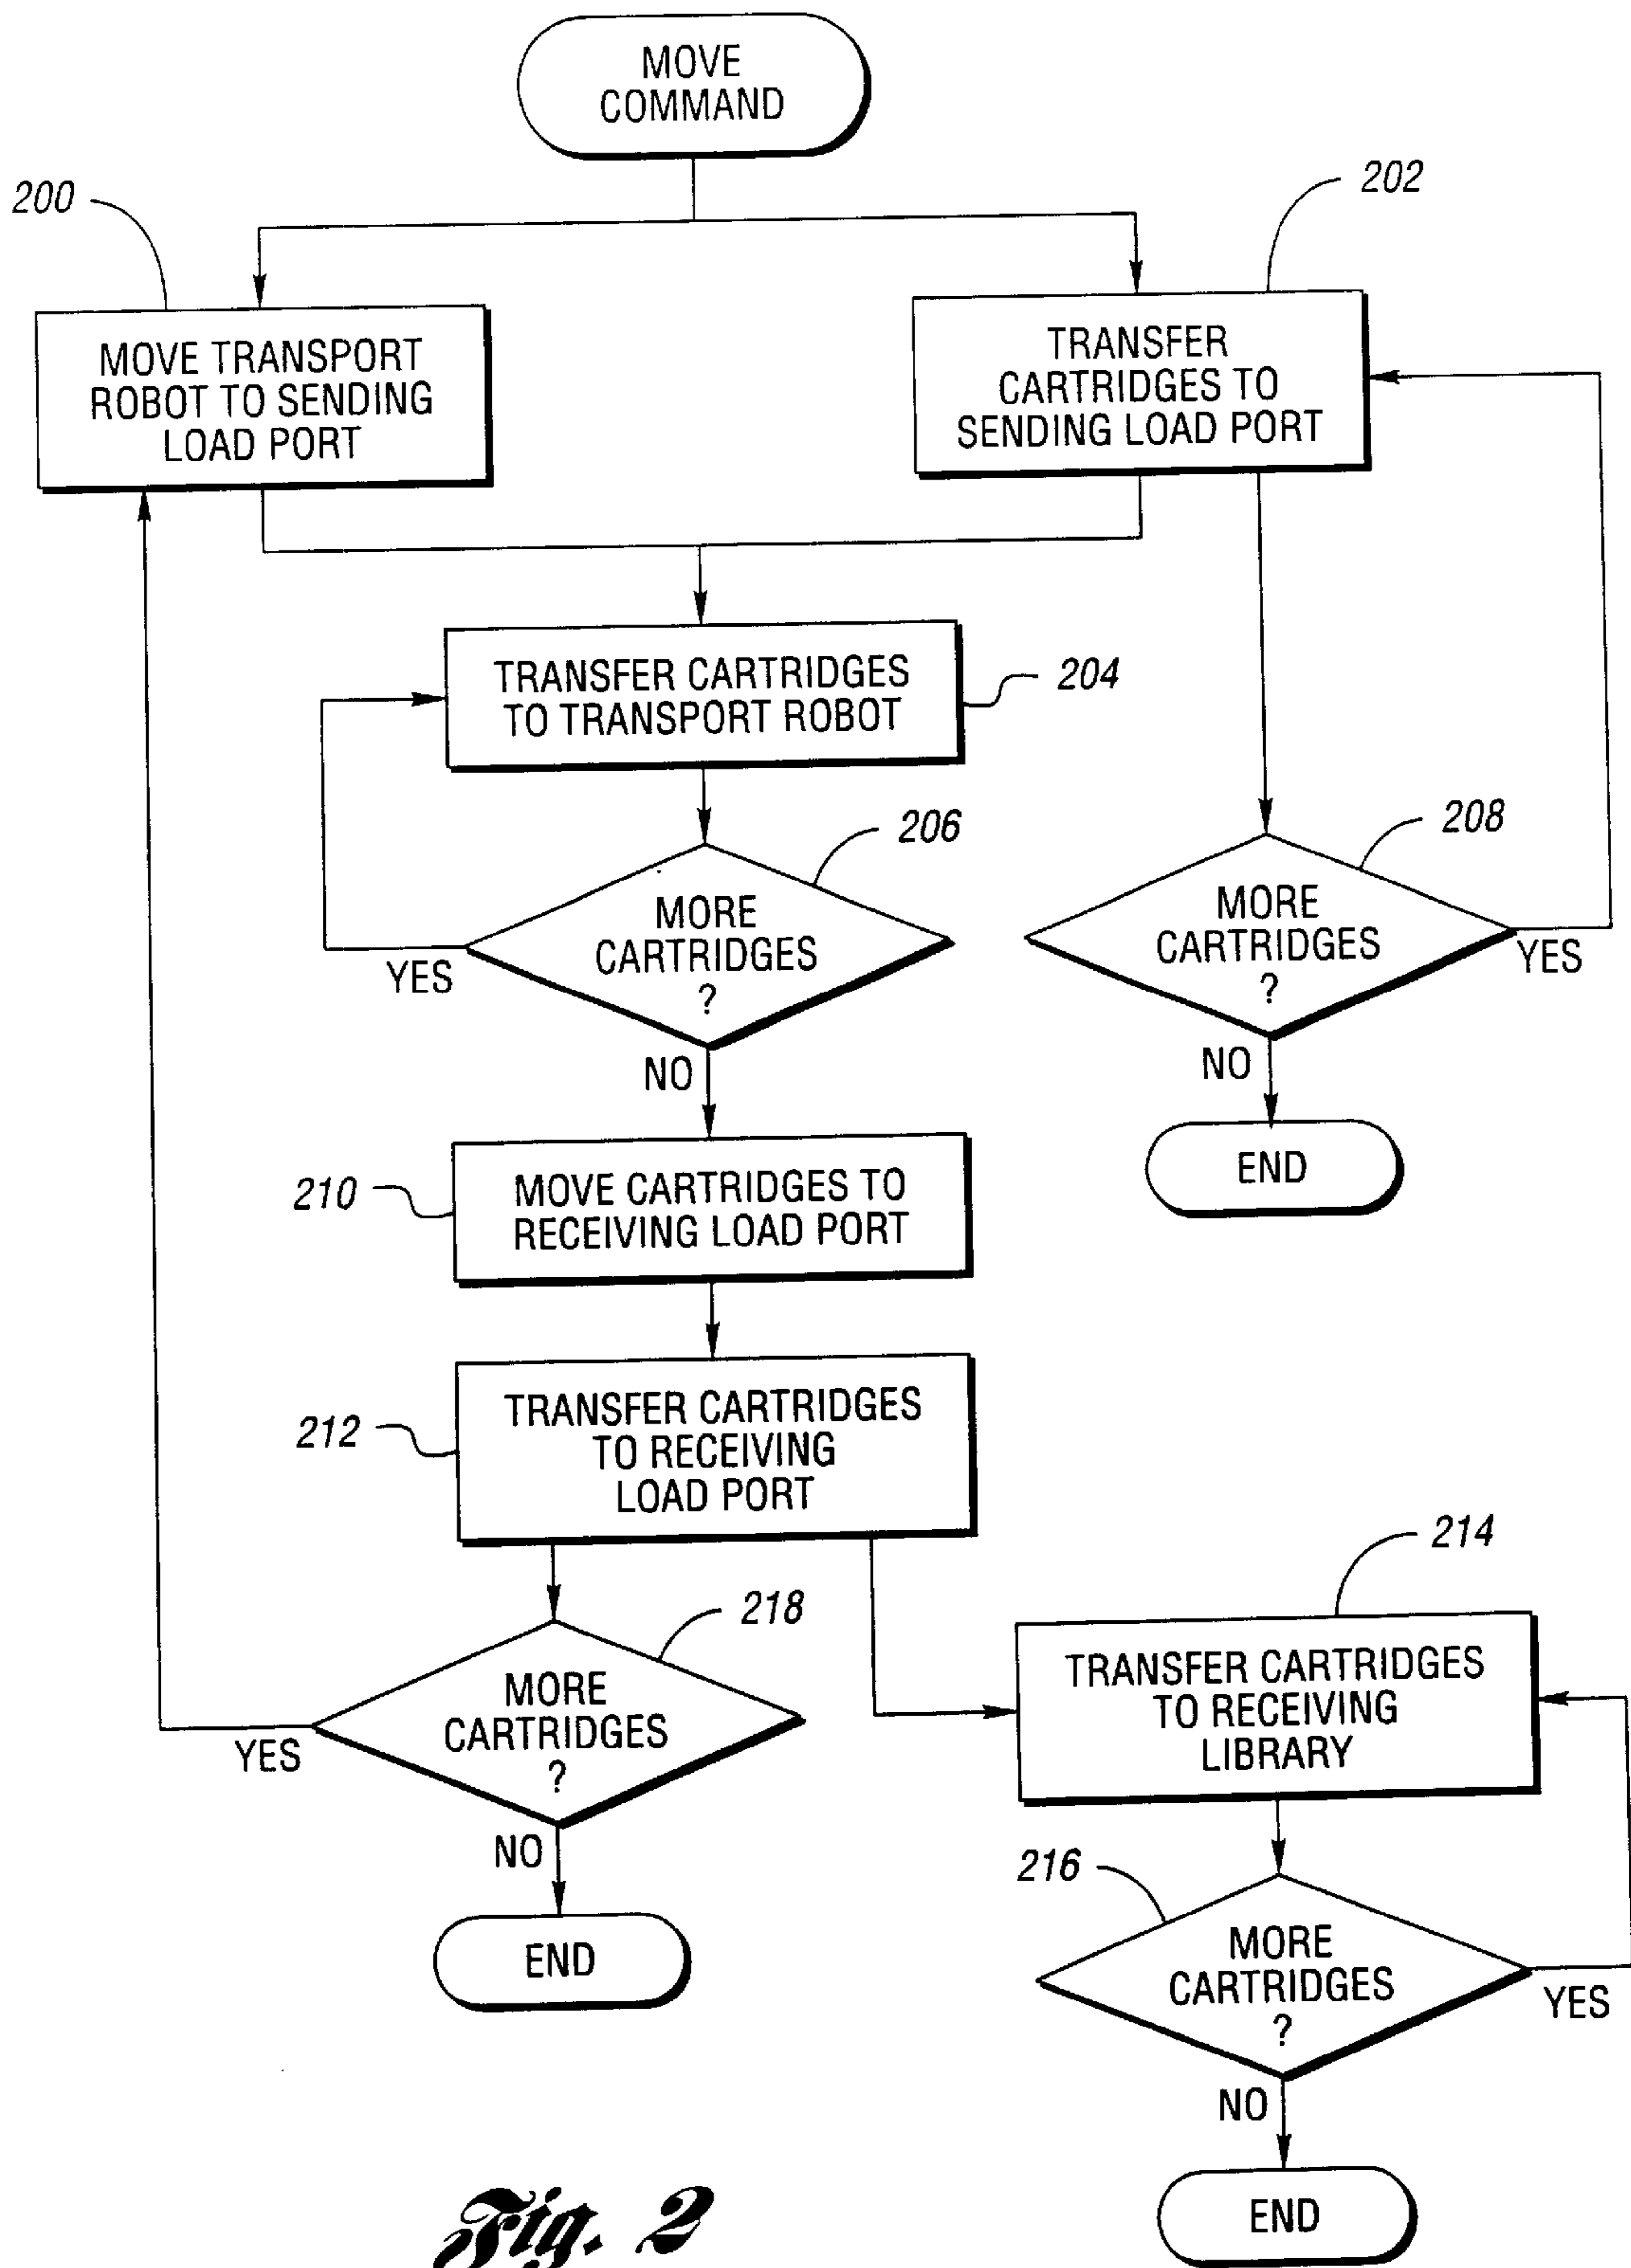 MOVE
COMMAND
200
202
MOVE TRANSPORT
ROBOT TO SENDING
LOAD PORT
TRANSFER
CARTRIDGES TO
SENDING LOAD PORT
TRANSFER CARTRIDGES
TO TRANSPORT ROBOT
204
206
208
MORE
CARTRIDGES
?
YES
NO
MORE
CARTRIDGES
?
YES
NO
END
210
MOVE CARTRIDGES TO
RECEIVING LOAD PORT
212
TRANSFER CARTRIDGES
TO RECEIVING
LOAD PORT
214
218
MORE
CARTRIDGES
?
YES
NO
END
TRANSFER CARTRIDGES
TO RECEIVING
LIBRARY
216
MORE
CARTRIDGES
?
YES
NO
END
Fig. 2